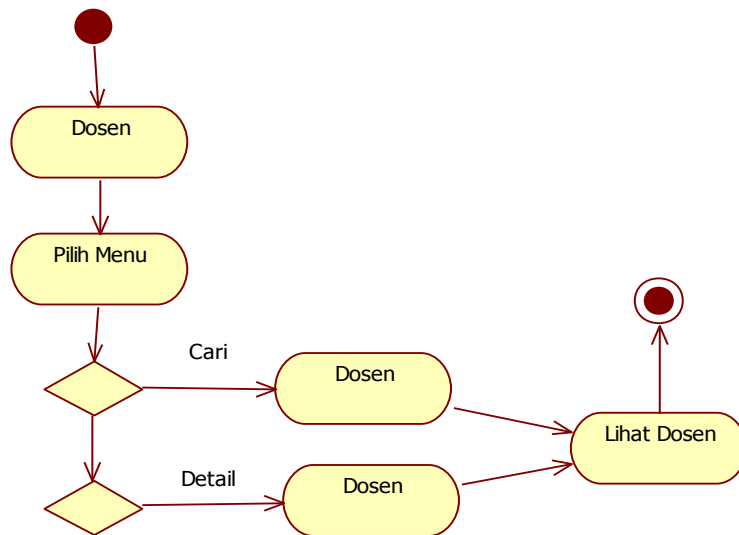 Dosen
Pilih Menu
Cari
Dosen
Lihat Dosen
Detail
Dosen